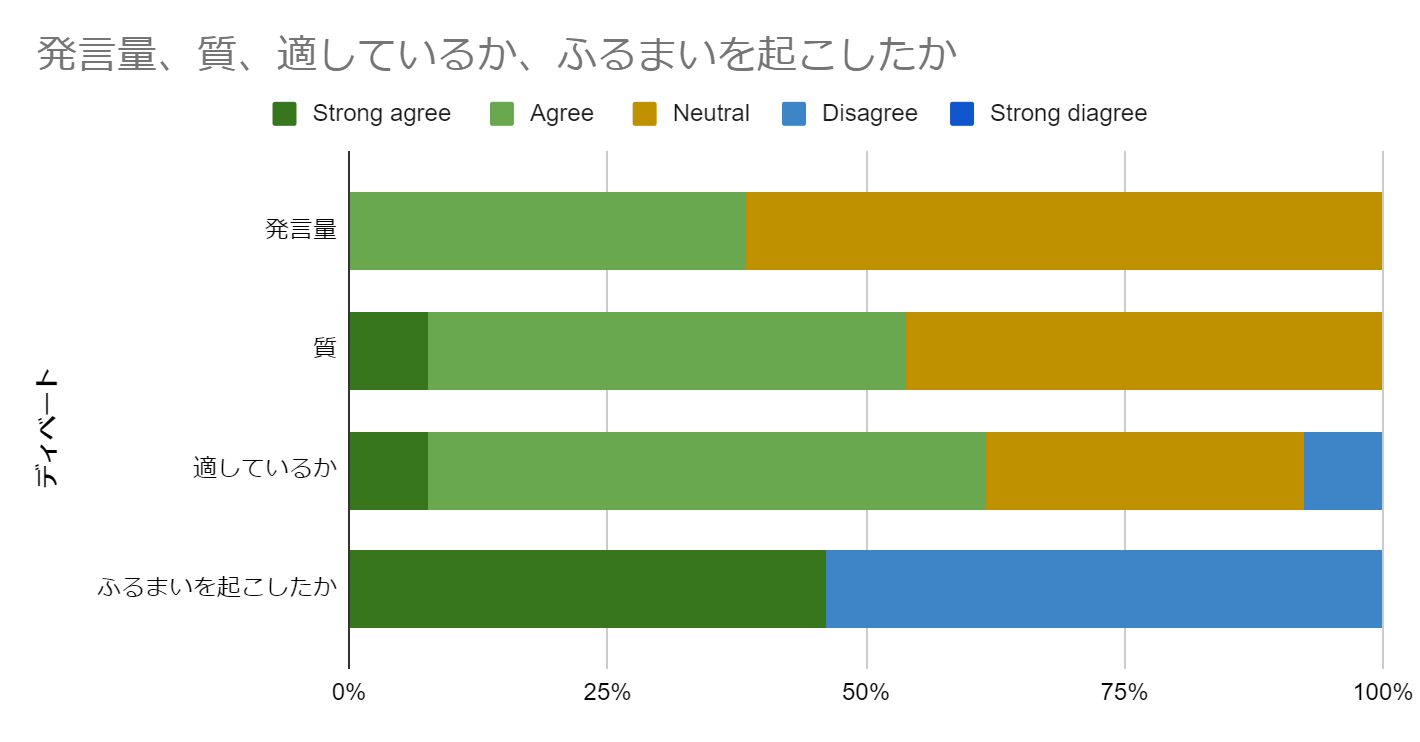 発言量、質、適しているか、ふるまいを起こしたか
Strong agree Agree Neutral Disagree Strong diagree
発言量
質
適しているか
ふるまいを起こしたか
ディベート
0% 25% 50% 75% 100%